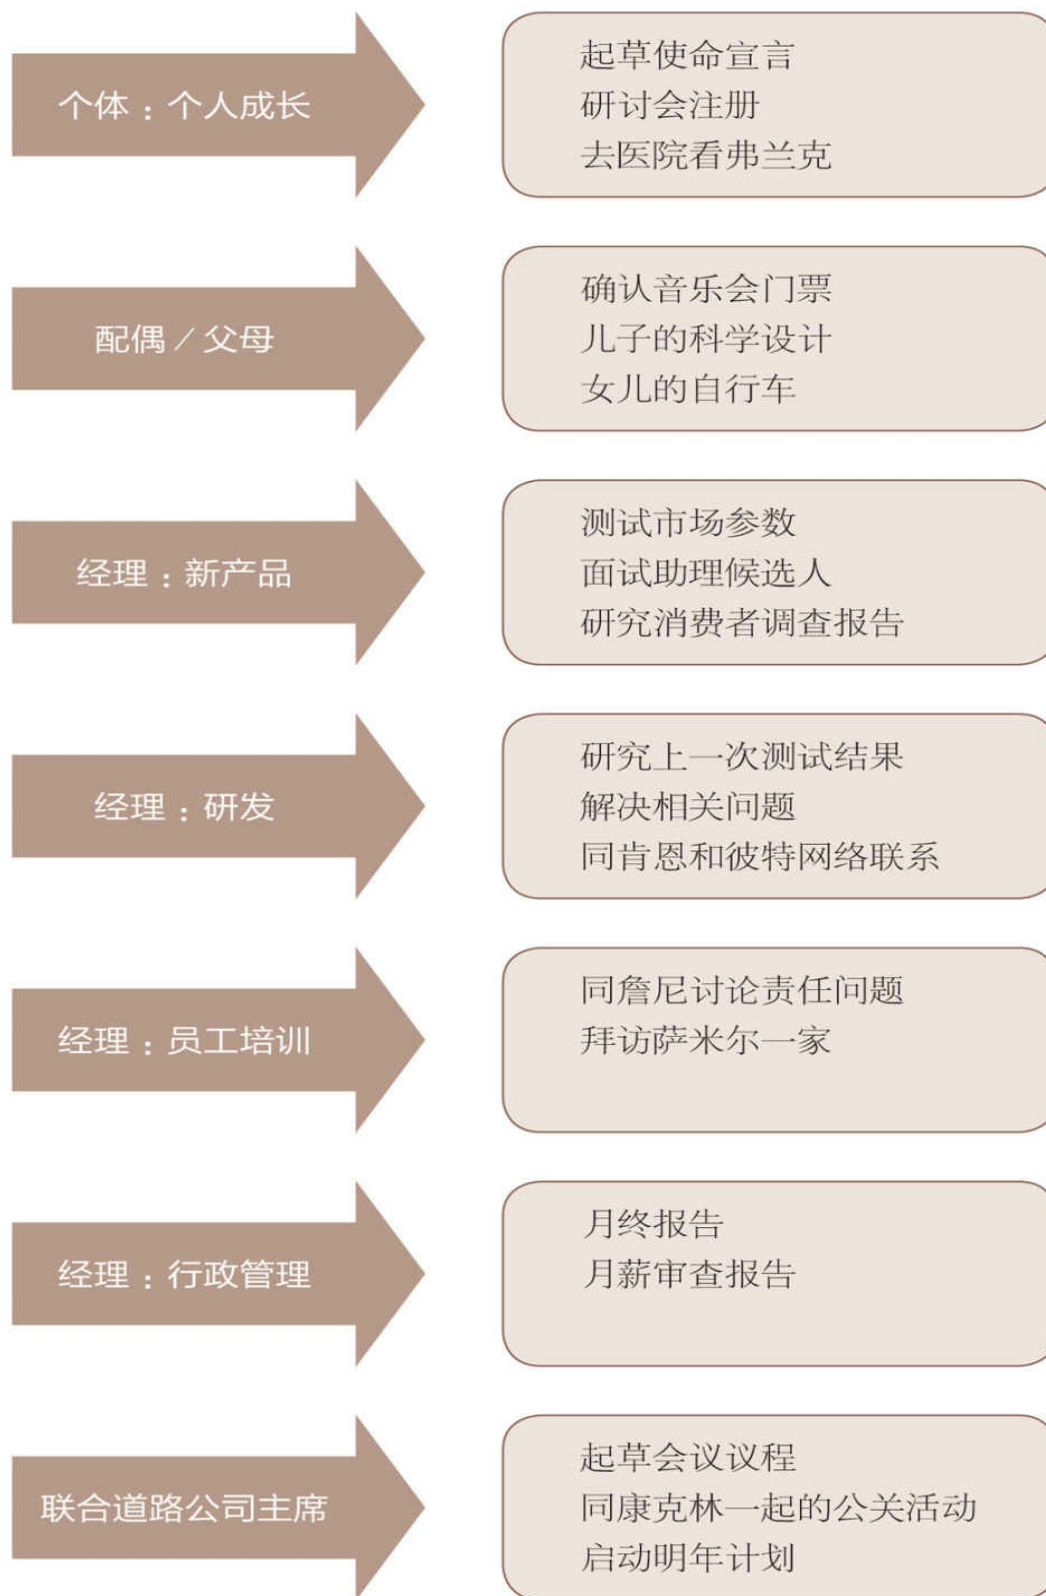 个体：个人成长
起草使命宣言
研讨会注册
去医院看弗兰克
配偶／父母
确认音乐会门票
儿子的科学设计
女儿的自行车
经理：新产品
测试市场参数
面试助理候选人
研究消费者调查报告
经理：研发
研究上一次测试结果
解决相关问题
同肯恩和彼特网络联系
经理：员工培训
同詹尼讨论责任问题
拜访萨米尔一家
经理：行政管理
月终报告
月薪审查报告
联合道路公司主席
起草会议议程
同康克林一起的公关活动
启动明年计划